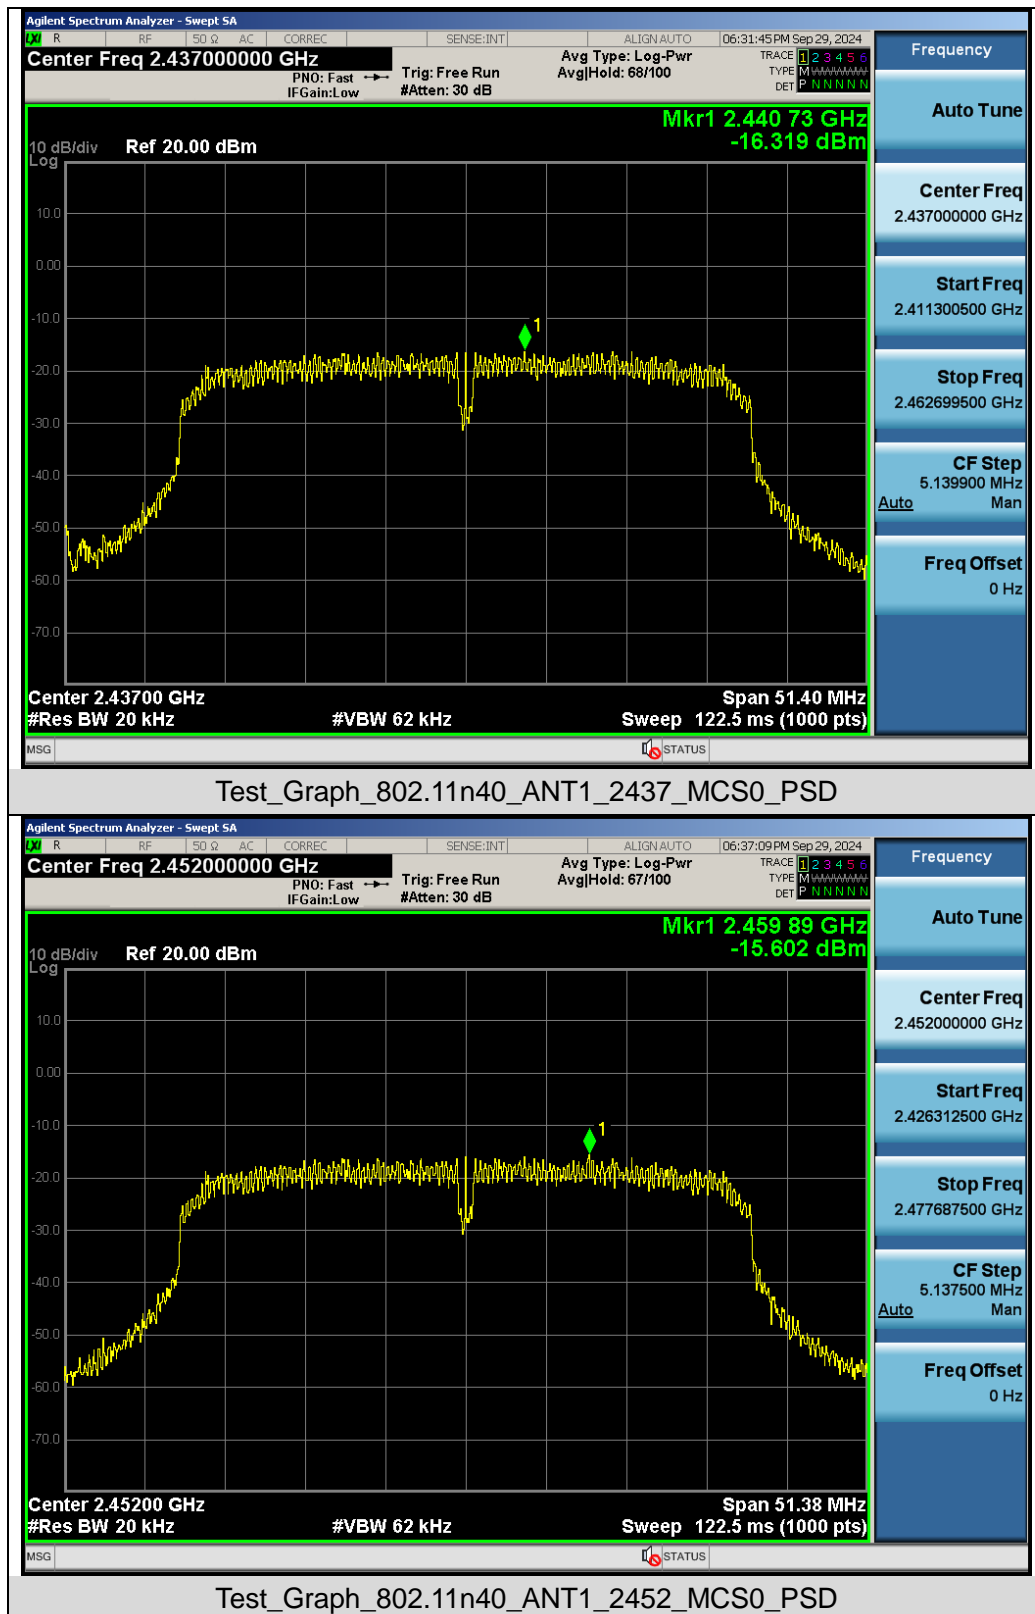 Agilent Spectrum Analyzer - Swept SA
LXI R RF 50 Ω AC CORREC SENSE:INT ALIGN AUTO 06:31:45 PM Sep 29, 2024
Center Freq 2.437000000 GHz
PNO: Fast
IFGain:Low
Trig: Free Run
#Atten: 30 dB
Avg Type: Log-Pwr
Avg|Hold: 68/100
TRACE 1 2 3 4 5 6
TYPE M
DET P N N N N N
Mkr1 2.440 73 GHz
-16.319 dBm
10 dB/div Ref 20.00 dBm
Log
10.0
0.00
-10.0
-20.0
-30.0
-40.0
-50.0
-60.0
-70.0
1
Center 2.43700 GHz Span 51.40 MHz
#Res BW 20 kHz #VBW 62 kHz Sweep 122.5 ms (1000 pts)
MSG STATUS
Frequency
Auto Tune
Center Freq
2.437000000 GHz
Start Freq
2.411300500 GHz
Stop Freq
2.462699500 GHz
CF Step
5.139900 MHz
Auto Man
Freq Offset
0 Hz
Test_Graph_802.11n40_ANT1_2437_MCS0_PSD
Agilent Spectrum Analyzer - Swept SA
LXI R RF 50 Ω AC CORREC SENSE:INT ALIGN AUTO 06:37:09 PM Sep 29, 2024
Center Freq 2.452000000 GHz
PNO: Fast
IFGain:Low
Trig: Free Run
#Atten: 30 dB
Avg Type: Log-Pwr
Avg|Hold: 67/100
TRACE 1 2 3 4 5 6
TYPE M
DET P N N N N N
Mkr1 2.459 89 GHz
-15.602 dBm
10 dB/div Ref 20.00 dBm
Log
10.0
0.00
-10.0
-20.0
-30.0
-40.0
-50.0
-60.0
-70.0
1
Center 2.45200 GHz Span 51.38 MHz
#Res BW 20 kHz #VBW 62 kHz Sweep 122.5 ms (1000 pts)
MSG STATUS
Frequency
Auto Tune
Center Freq
2.452000000 GHz
Start Freq
2.426312500 GHz
Stop Freq
2.477687500 GHz
CF Step
5.137500 MHz
Auto Man
Freq Offset
0 Hz
Test_Graph_802.11n40_ANT1_2452_MCS0_PSD